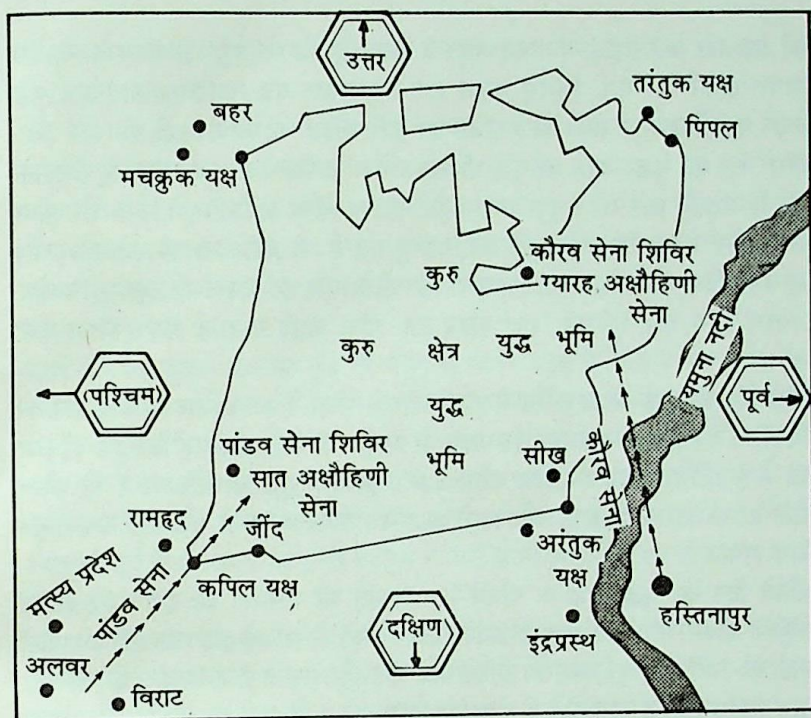 उत्तर
तरंतुक यक्ष
बहर
पिपल
मचक्रुक यक्ष
कुरु
कौरव सेना शिविर
ग्यारह अक्षौहिणी
सेना
कुरु
क्षेत्र
युद्ध
भूमि
यमुना नदी
पश्चिम
पूर्व
युद्ध
भूमि
पांडव सेना शिविर
सात अक्षौहिणी
सेना
सोख
कौरव सेना
रामहृद
जींद
कपिल यक्ष
अरंतुक
यक्ष
मत्स्य प्रदेश
पांडव सेना
हस्तिनापुर
इंद्रप्रस्थ
दक्षिण
अलवर
विराट